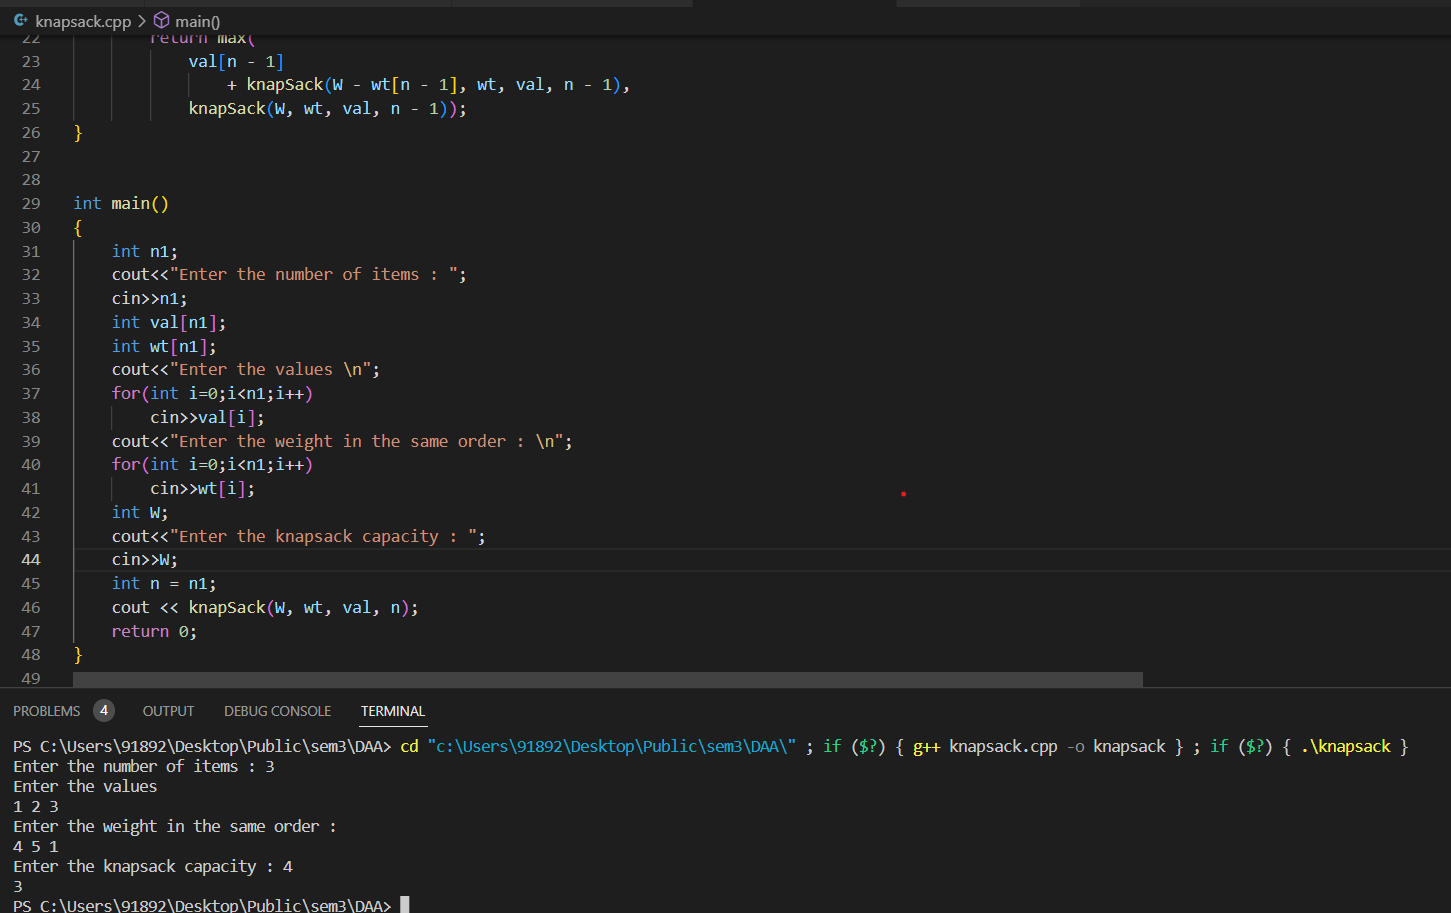 knapsack.cpp > main()
22 return max(
23 val[n - 1]
24 + knapSack(W - wt[n - 1], wt, val, n - 1),
25 knapSack(W, wt, val, n - 1));
26 }
27
28
29 int main()
30 {
31 int n1;
32 cout<<"Enter the number of items : ";
33 cin>>n1;
34 int val[n1];
35 int wt[n1];
36 cout<<"Enter the values \n";
37 for(int i=0;i<n1;i++)
38 cin>>val[i];
39 cout<<"Enter the weight in the same order : \n";
40 for(int i=0;i<n1;i++)
41 cin>>wt[i];
42 int W;
43 cout<<"Enter the knapsack capacity : ";
44 cin>>W;
45 int n = n1;
46 cout << knapSack(W, wt, val, n);
47 return 0;
48 }
49
PROBLEMS 4 OUTPUT DEBUG CONSOLE TERMINAL
PS C:\Users\91892\Desktop\Public\sem3\DAA> cd "c:\Users\91892\Desktop\Public\sem3\DAA\" ; if ($?) { g++ knapsack.cpp -o knapsack } ; if ($?) { .\knapsack }
Enter the number of items : 3
Enter the values
1 2 3
Enter the weight in the same order :
4 5 1
Enter the knapsack capacity : 4
3
PS C:\Users\91892\Desktop\Public\sem3\DAA>